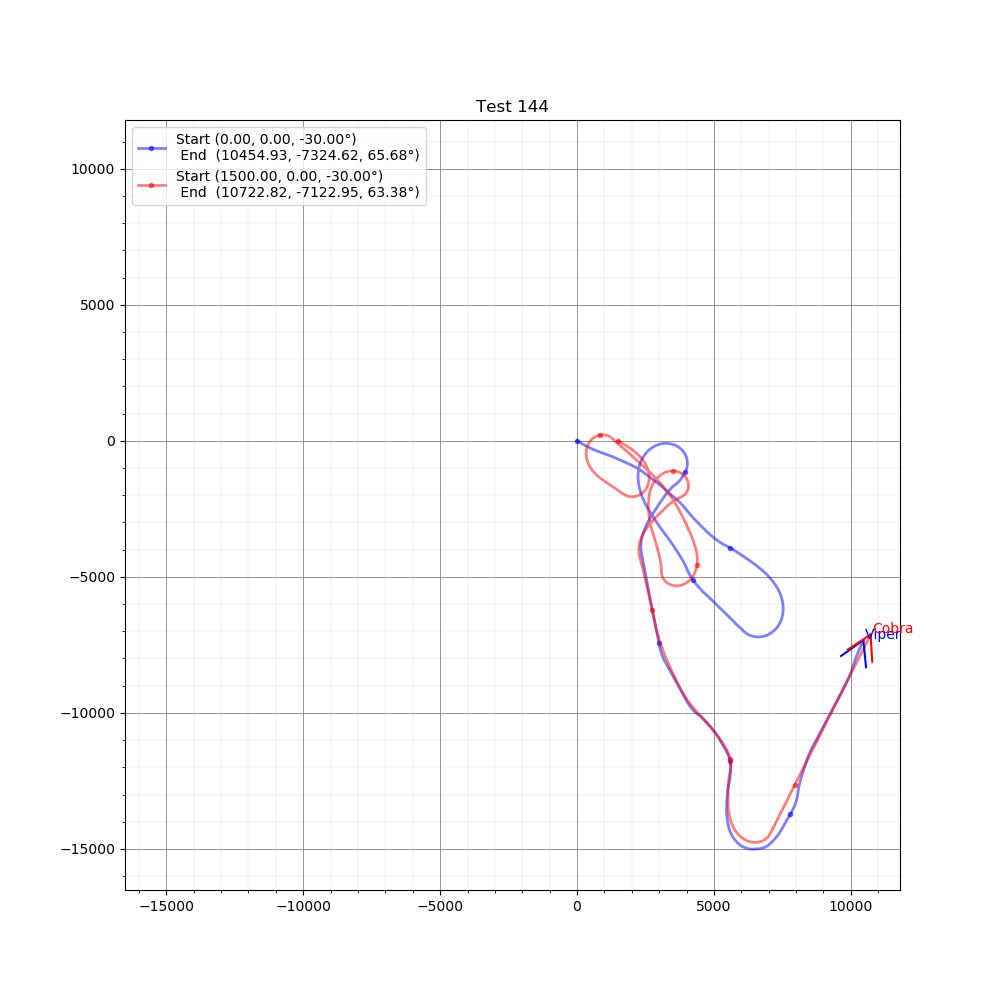 Test 144
Start (0.00, 0.00, -30.00°)
End (10454.93, -7324.62, 65.68°)
Start (1500.00, 0.00, -30.00°)
End (10722.82, -7122.95, 63.38°)
10000
5000
0
−5000
−10000
−15000
Cobra
Viper
−15000 −10000 −5000 0 5000 10000